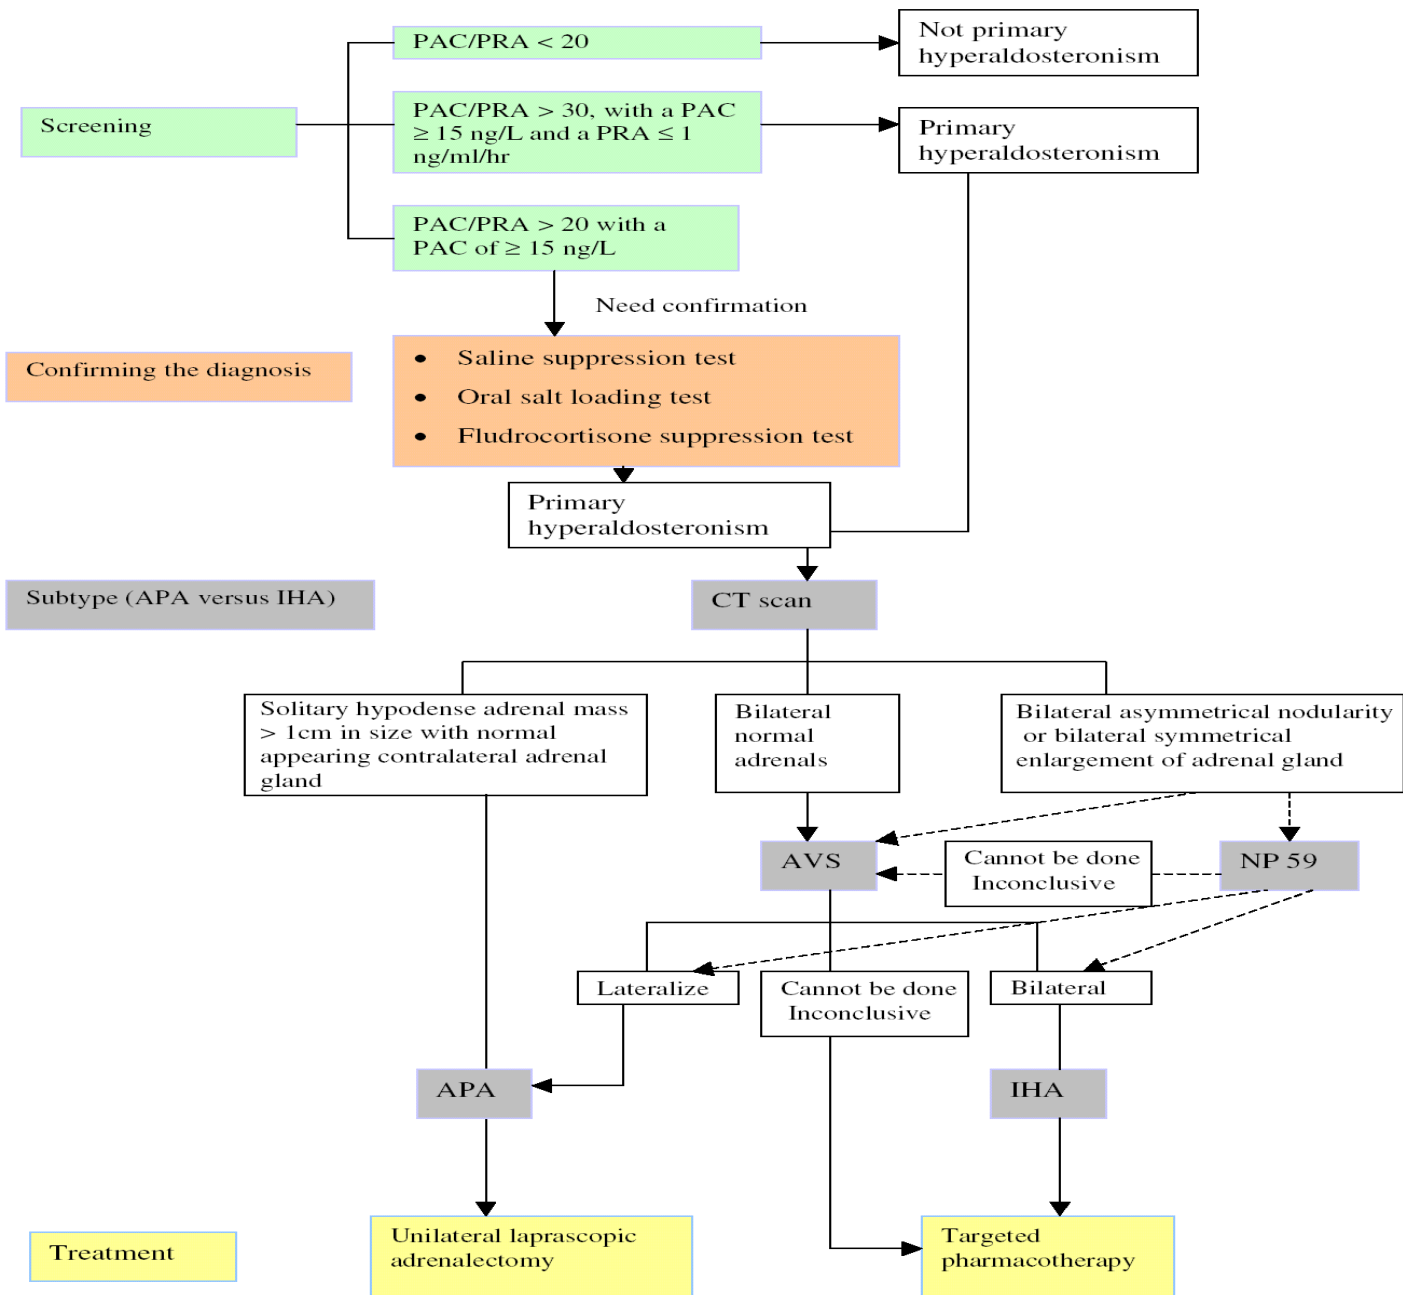 PAC/PRA < 20
Not primary
hyperaldosteronism
Screening
PAC/PRA > 30, with a PAC
≥ 15 ng/L and a PRA ≤ 1
ng/ml/hr
Primary
hyperaldosteronism
PAC/PRA > 20 with a
PAC of ≥ 15 ng/L
Need confirmation
Confirming the diagnosis
• Saline suppression test
• Oral salt loading test
• Fludrocortisone suppression test
Primary
hyperaldosteronism
Subtype (APA versus IHA)
CT scan
Solitary hypodense adrenal mass
> 1cm in size with normal
appearing contralateral adrenal
gland
Bilateral
normal
adrenals
Bilateral asymmetrical nodularity
or bilateral symmetrical
enlargement of adrenal gland
AVS
Cannot be done
Inconclusive
NP 59
Lateralize
Cannot be done
Inconclusive
Bilateral
APA
IHA
Treatment
Unilateral laprascopic
adrenalectomy
Targeted
pharmacotherapy